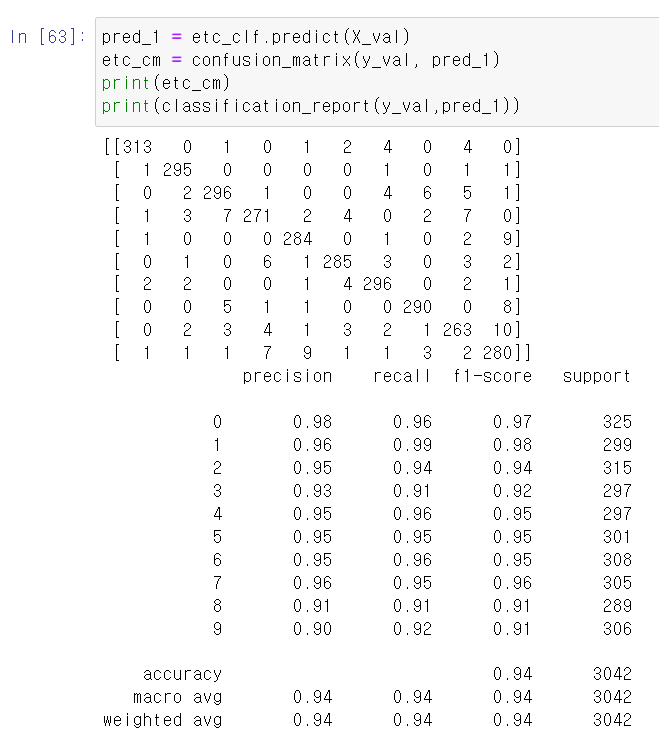 In [63]: pred_1 = etc_clf.predict(X_val)
etc_cm = confusion_matrix(y_val, pred_1)
print(etc_cm)
print(classification_report(y_val,pred_1))
[[313 0 1 0 1 2 4 0 4 0]
[ 1 295 0 0 0 0 1 0 1 1]
[ 0 2 296 1 0 0 4 6 5 1]
[ 1 3 7 271 2 4 0 2 7 0]
[ 1 0 0 0 284 0 1 0 2 9]
[ 0 1 0 6 1 285 3 0 3 2]
[ 2 2 0 0 1 4 296 0 2 1]
[ 0 0 5 1 1 0 0 290 0 8]
[ 0 2 3 4 1 3 2 1 263 10]
[ 1 1 1 7 9 1 1 3 2 280]]
precision recall f1-score support
0 0.98 0.96 0.97 325
1 0.96 0.99 0.98 299
2 0.95 0.94 0.94 315
3 0.93 0.91 0.92 297
4 0.95 0.96 0.95 297
5 0.95 0.95 0.95 301
6 0.95 0.96 0.95 308
7 0.96 0.95 0.96 305
8 0.91 0.91 0.91 289
9 0.90 0.92 0.91 306
accuracy 0.94 3042
macro avg 0.94 0.94 0.94 3042
weighted avg 0.94 0.94 0.94 3042